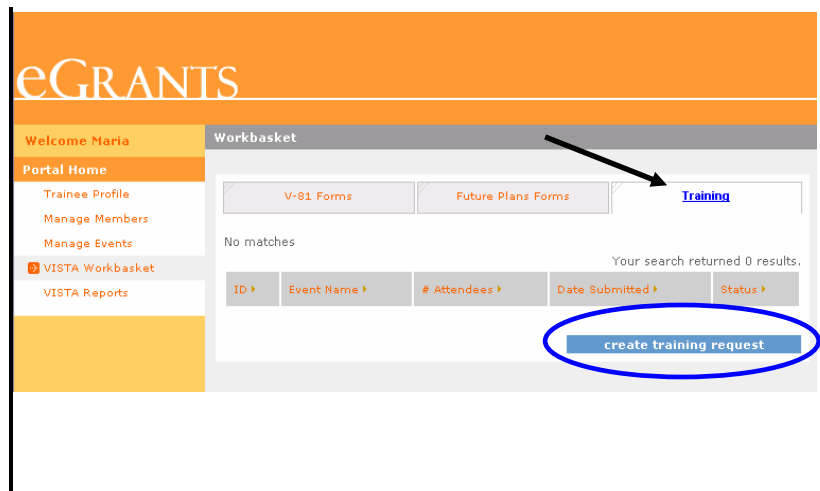 eGRANTS
Welcome Maria
Workbasket
Portal Home
Trainee Profile
Manage Members
Manage Events
VISTA Workbasket
VISTA Reports
V-81 Forms
Future Plans Forms
Training
No matches
Your search returned 0 results.
ID
Event Name
# Attendees
Date Submitted
Status
create training request